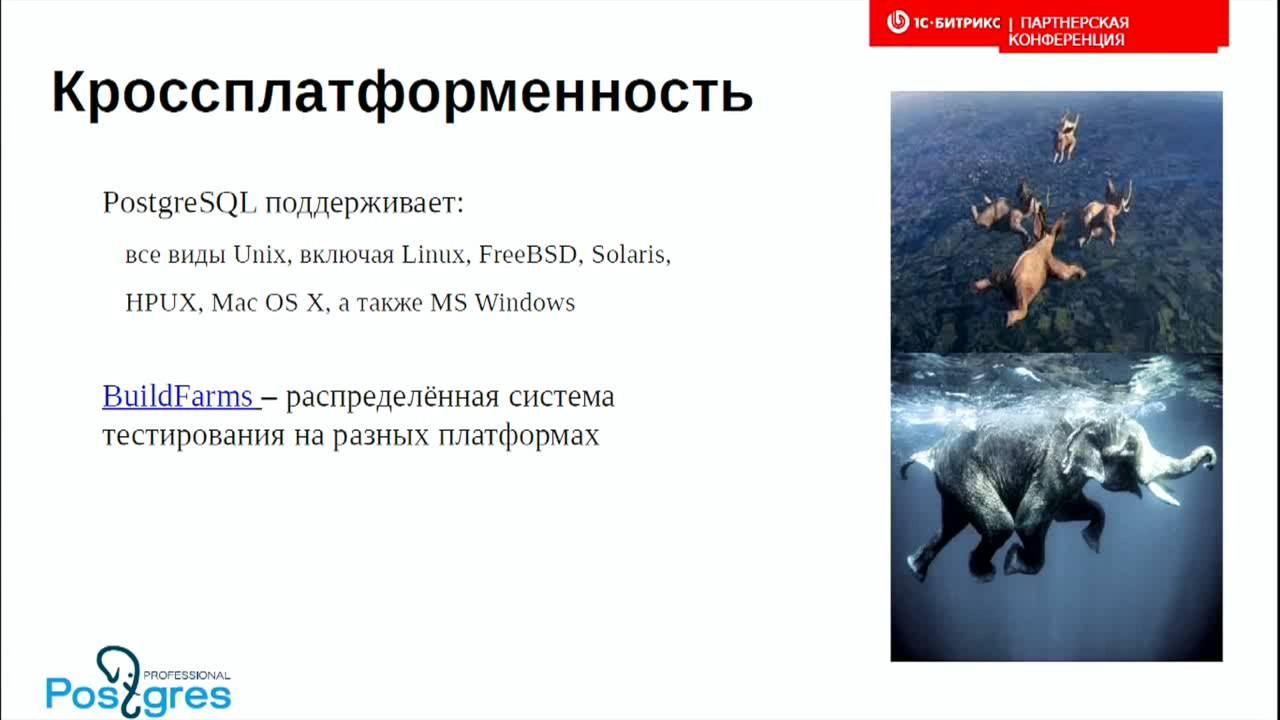 1С·БИТРИКС | ПАРТНЕРСКАЯ
КОНФЕРЕНЦИЯ
Кроссплатформенность
PostgreSQL поддерживает:
все виды Unix, включая Linux, FreeBSD, Solaris,
HPUX, Mac OS X, а также MS Windows
BuildFarms – распределённая система
тестирования на разных платформах
PROFESSIONAL
Postgres